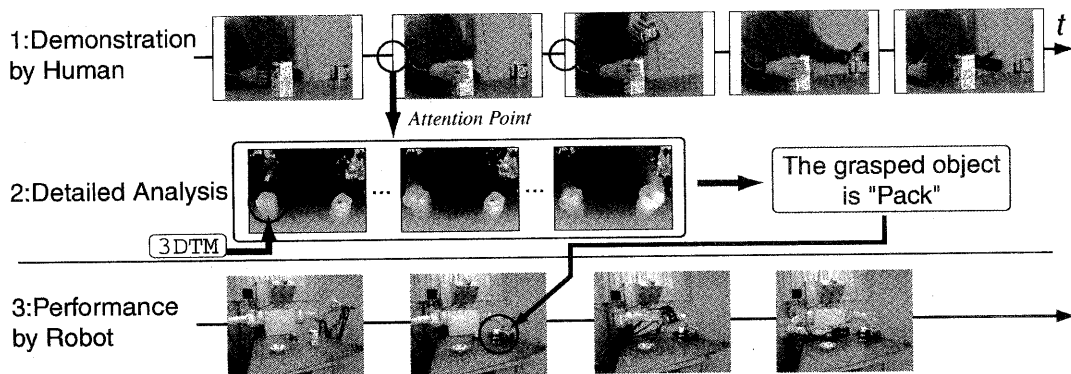 1:Demonstration
by Human
t
Attention Point
2:Detailed Analysis
... ...
The grasped object
is "Pack"
3DTM
3:Performance
by Robot